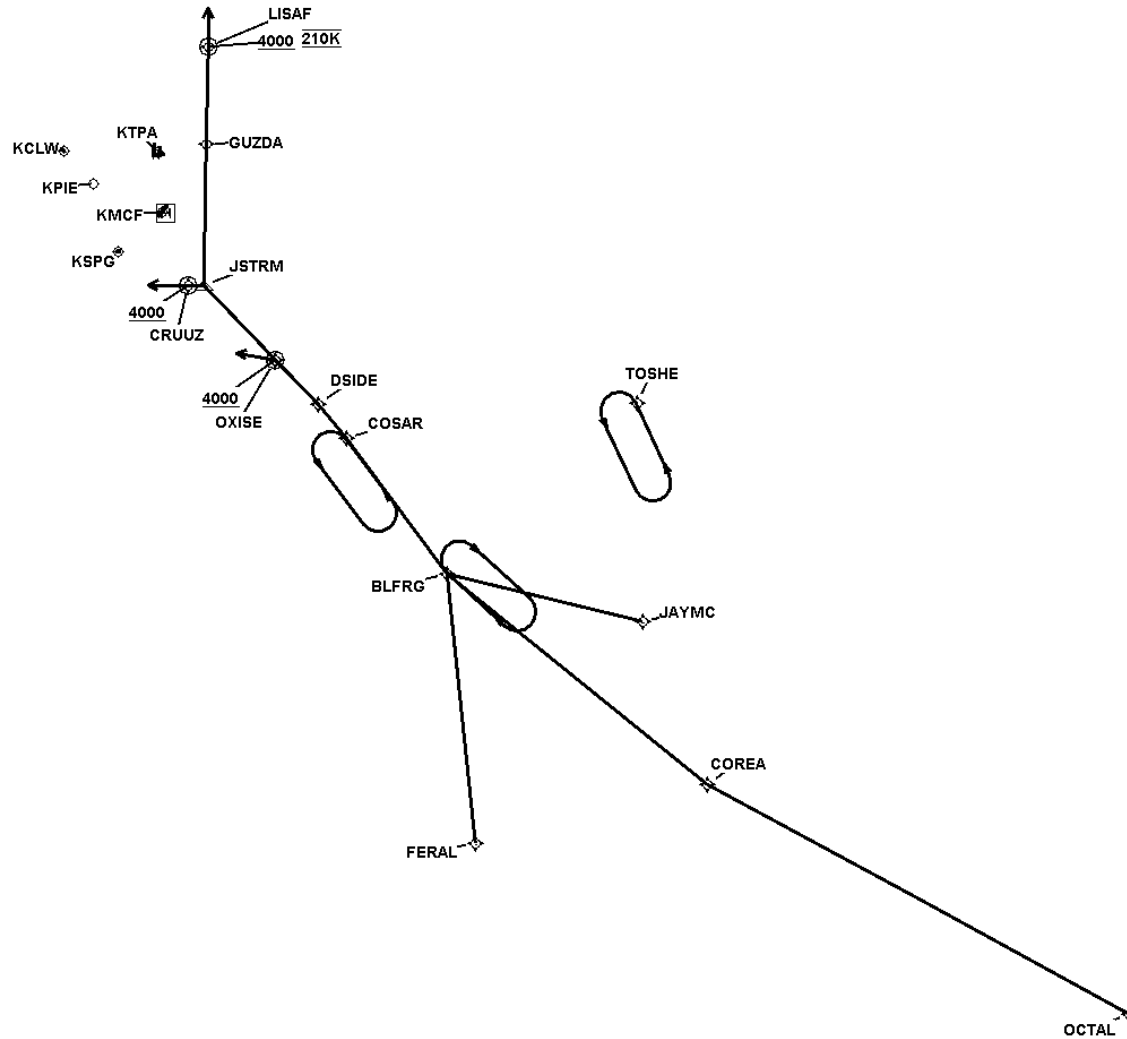 LISAF
4000 210K
KTPA
GUZDA
KCLW
KPIE
KMCF
KSPG
JSTRM
4000
CRUUZ
DSIDE
TOSHE
4000
OXISE
COSAR
BLFRG
JAYMC
COREA
FERAL
OCTAL